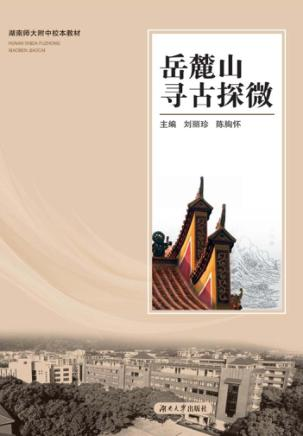 湖南师大附中校本教材
HUNAN SHIDA FUZHONG
XIAOBEN JIAOCAI
岳麓山
寻古探微
主编 刘丽珍 陈胸怀
湖南大学出版社